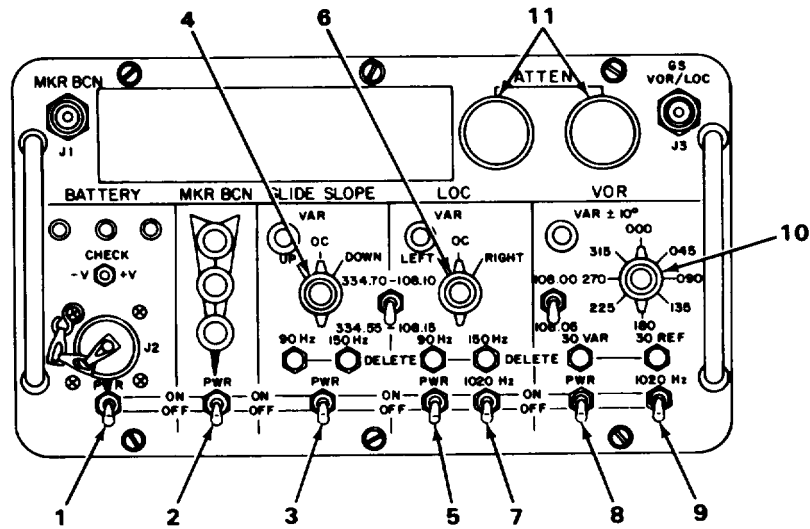 4
6
11
MKR BCN
J1
ATTEN
GS
VOR/LOC
J3
BATTERY
MKR BCN
GLIDE SLOPE
LOC
VOR
CHECK
-V +V
J2
PWR
VAR
UP
OC
DOWN
334.70-108.10
334.55-108.15
VAR
LEFT
OC
RIGHT
VAR ± 10°
000
045
090
135
180
225
270
315
10
108.00
108.05
90 Hz 150 Hz DELETE 90 Hz 150 Hz DELETE 30 VAR 30 REF
PWR PWR PWR 1020 Hz PWR 1020 Hz
ON ON ON ON
OFF OFF OFF OFF
1 2 3 5 7 8 9